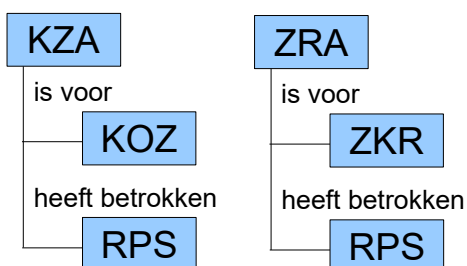 KZA
is voor
KOZ
heeft betrokken
RPS
ZRA
is voor
ZKR
heeft betrokken
RPS